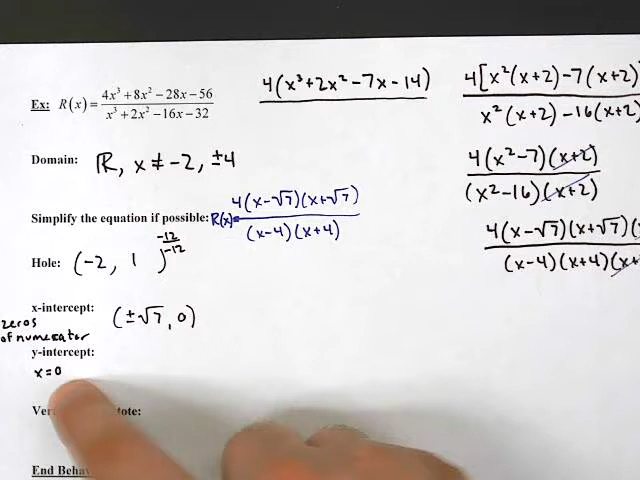 4(x³+2x²-7x-14)
4[x²(x+2)-7(x+2)]
x²(x+2)-16(x+2)
Ex: R(x)= 4x³+8x²-28x-56 / x³+2x²-16x-32
4(x²-7)(x+2)
(x²-16)(x+2)
Domain: ℝ, x≠-2, ±4
Simplify the equation if possible: R(x)= 4(x-√7)(x+√7) / (x-4)(x+4)
4(x-√7)(x+√7)(
(x-4)(x+4)(x+
Hole: (-2, 1) -12/-12
x-intercept: (±√7, 0)
zeros
of numerator
y-intercept:
x=0